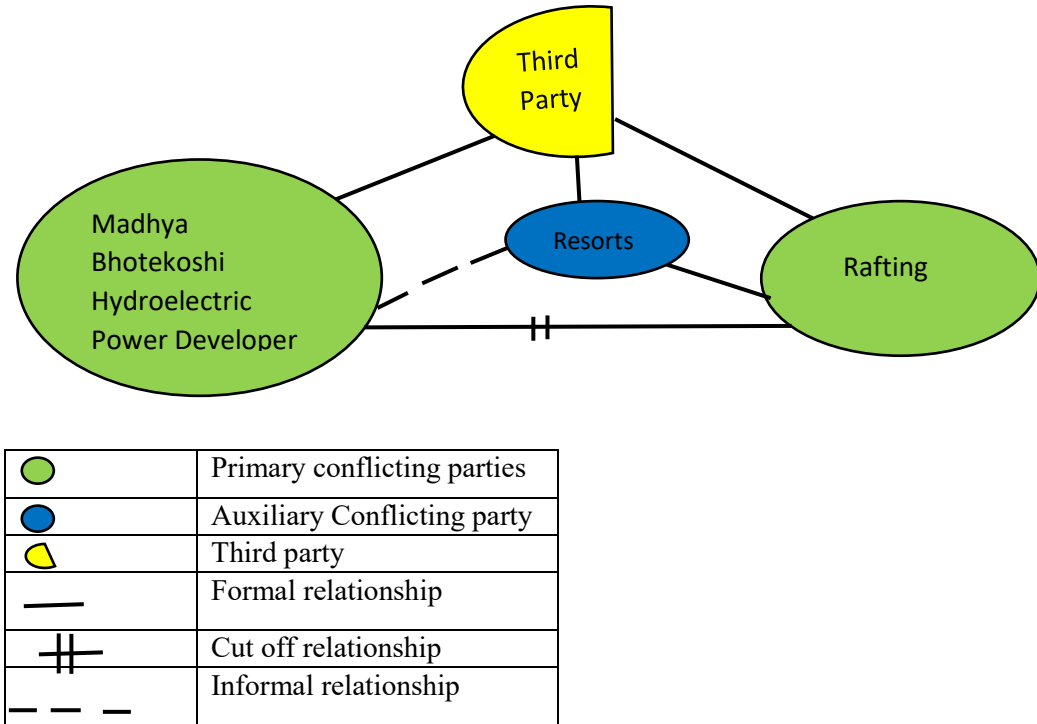 Third
Party
Madhya
Bhotekoshi
Hydroelectric
Power Developer
Resorts
Rafting
Primary conflicting parties
Auxiliary Conflicting party
Third party
Formal relationship
Cut off relationship
Informal relationship